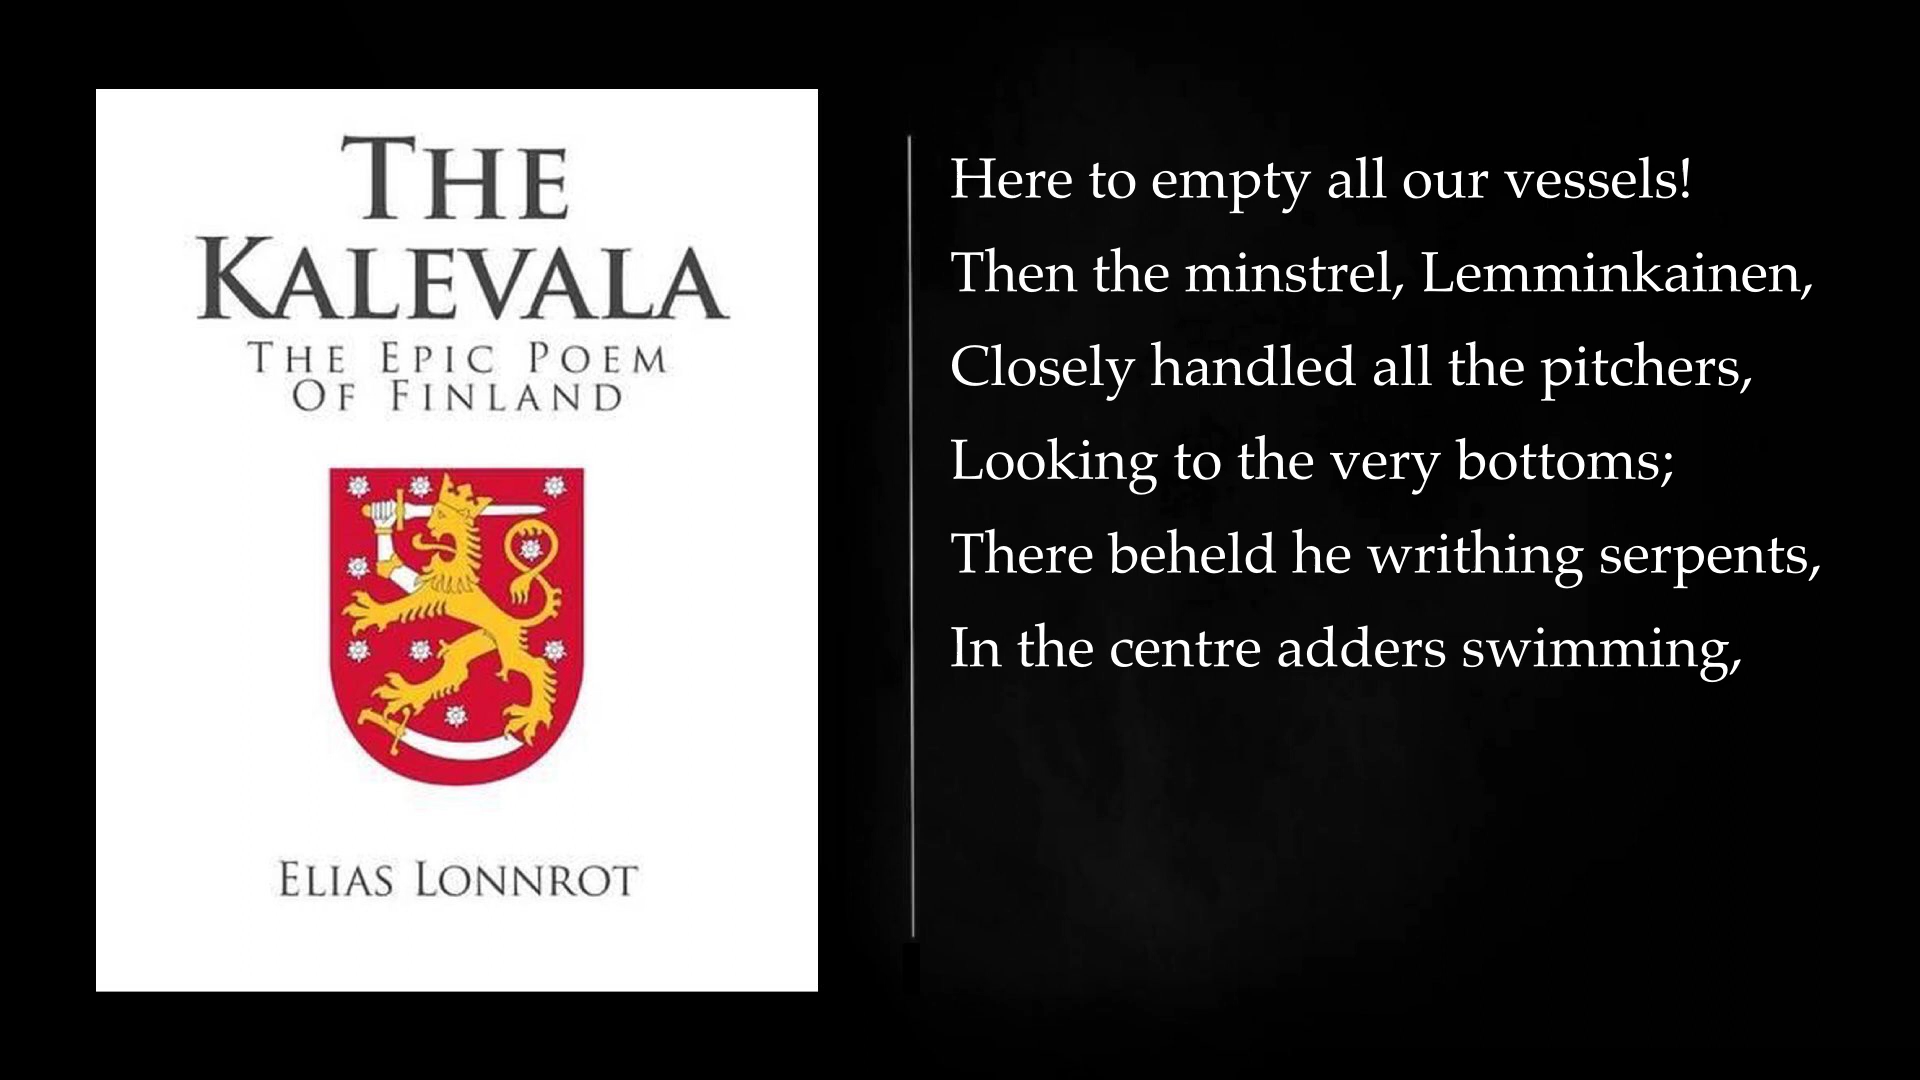 THE
KALEVALA
THE EPIC POEM
OF FINLAND
ELIAS LONNROT
Here to empty all our vessels!
Then the minstrel, Lemminkainen,
Closely handled all the pitchers,
Looking to the very bottoms;
There beheld he writhing serpents,
In the centre adders swimming,